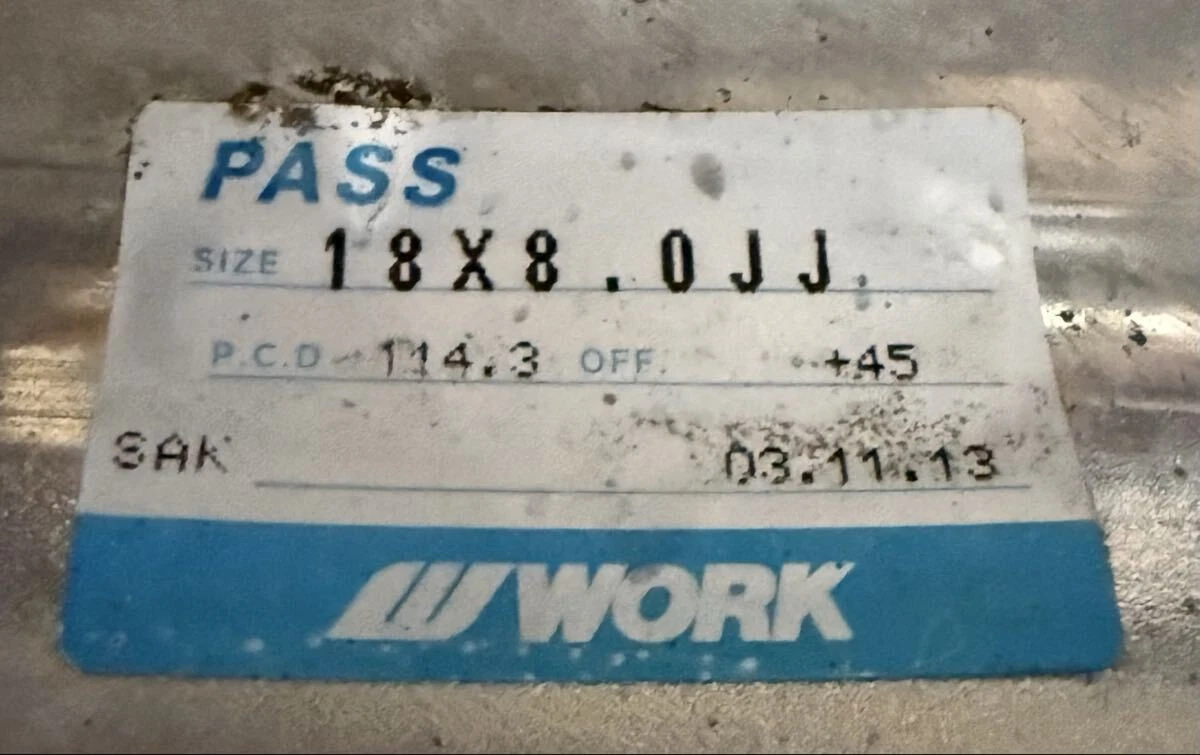 PASS
SIZE 18X8.0JJ
P.C.D 114.3 OFF. +45
SAK 03.11.13
WORK